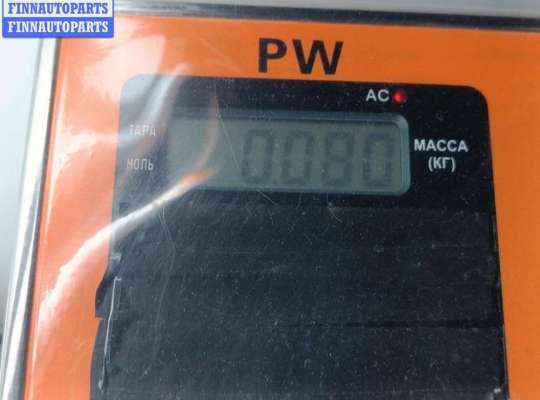 FINNAUTOPARTS
FINNAUTOPARTS
PW
AC
ТАРА
НОЛЬ
0.080
МАССА
(КГ)